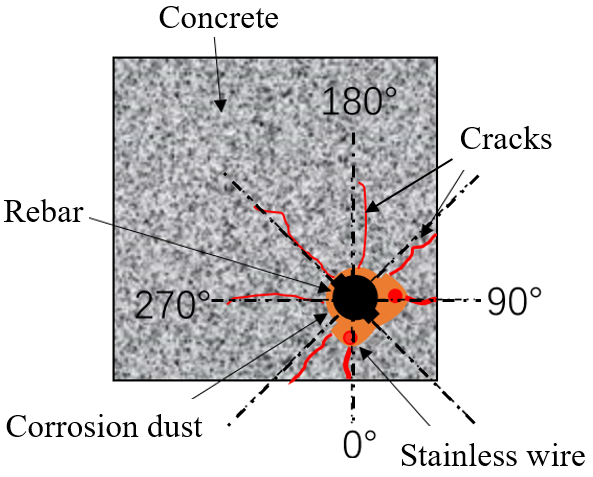 Concrete
180°
Cracks
Rebar
270°
90°
Corrosion dust
0°
Stainless wire